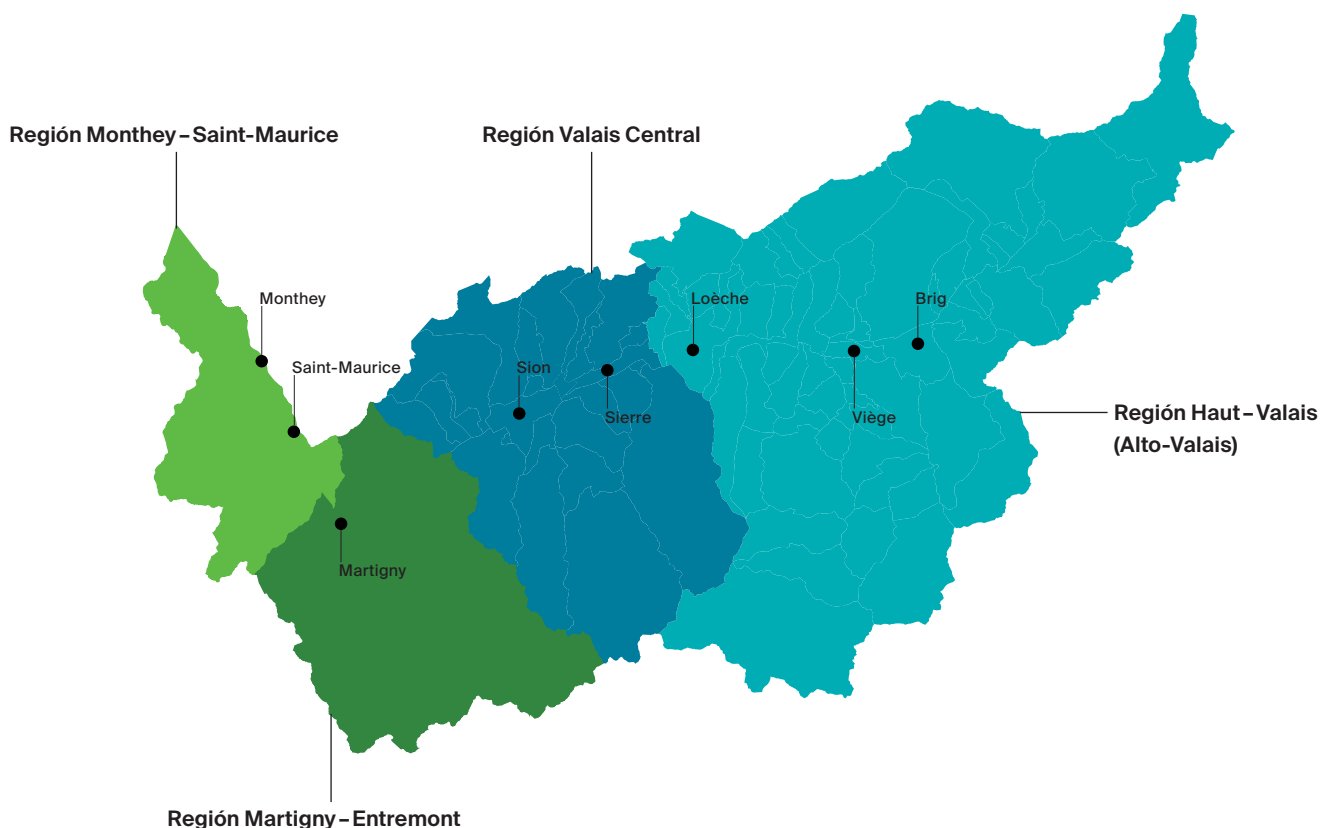 Región Monthey – Saint-Maurice
Región Valais Central
Monthey
Loèche
Brig
Saint-Maurice
Sion
Sierre
Viège
Región Haut – Valais
(Alto-Valais)
Martigny
Región Martigny – Entremont